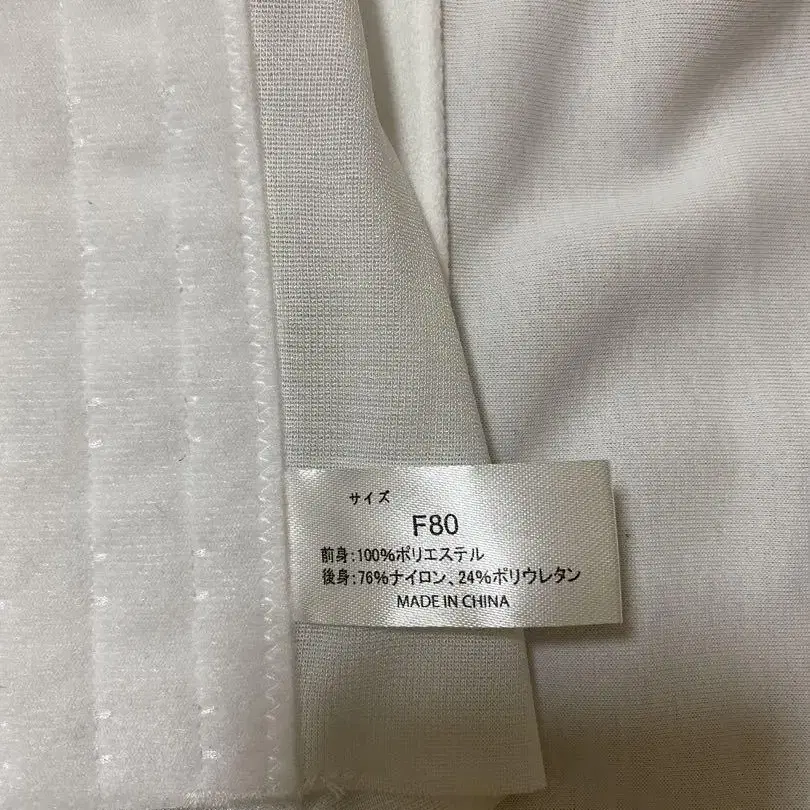 サイズ
F80
前身:100%ポリエステル
後身:76%ナイロン、24%ポリウレタン
MADE IN CHINA